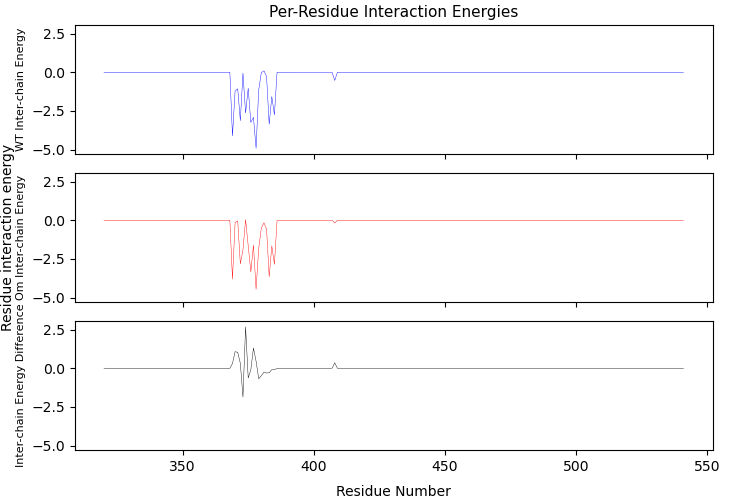 Per-Residue Interaction Energies
Residue interaction energy
WT Inter-chain Energy
2.5
0.0
−2.5
−5.0
Om Inter-chain Energy
2.5
0.0
−2.5
−5.0
Inter-chain Energy Difference
2.5
0.0
−2.5
−5.0
350
400
450
500
550
Residue Number